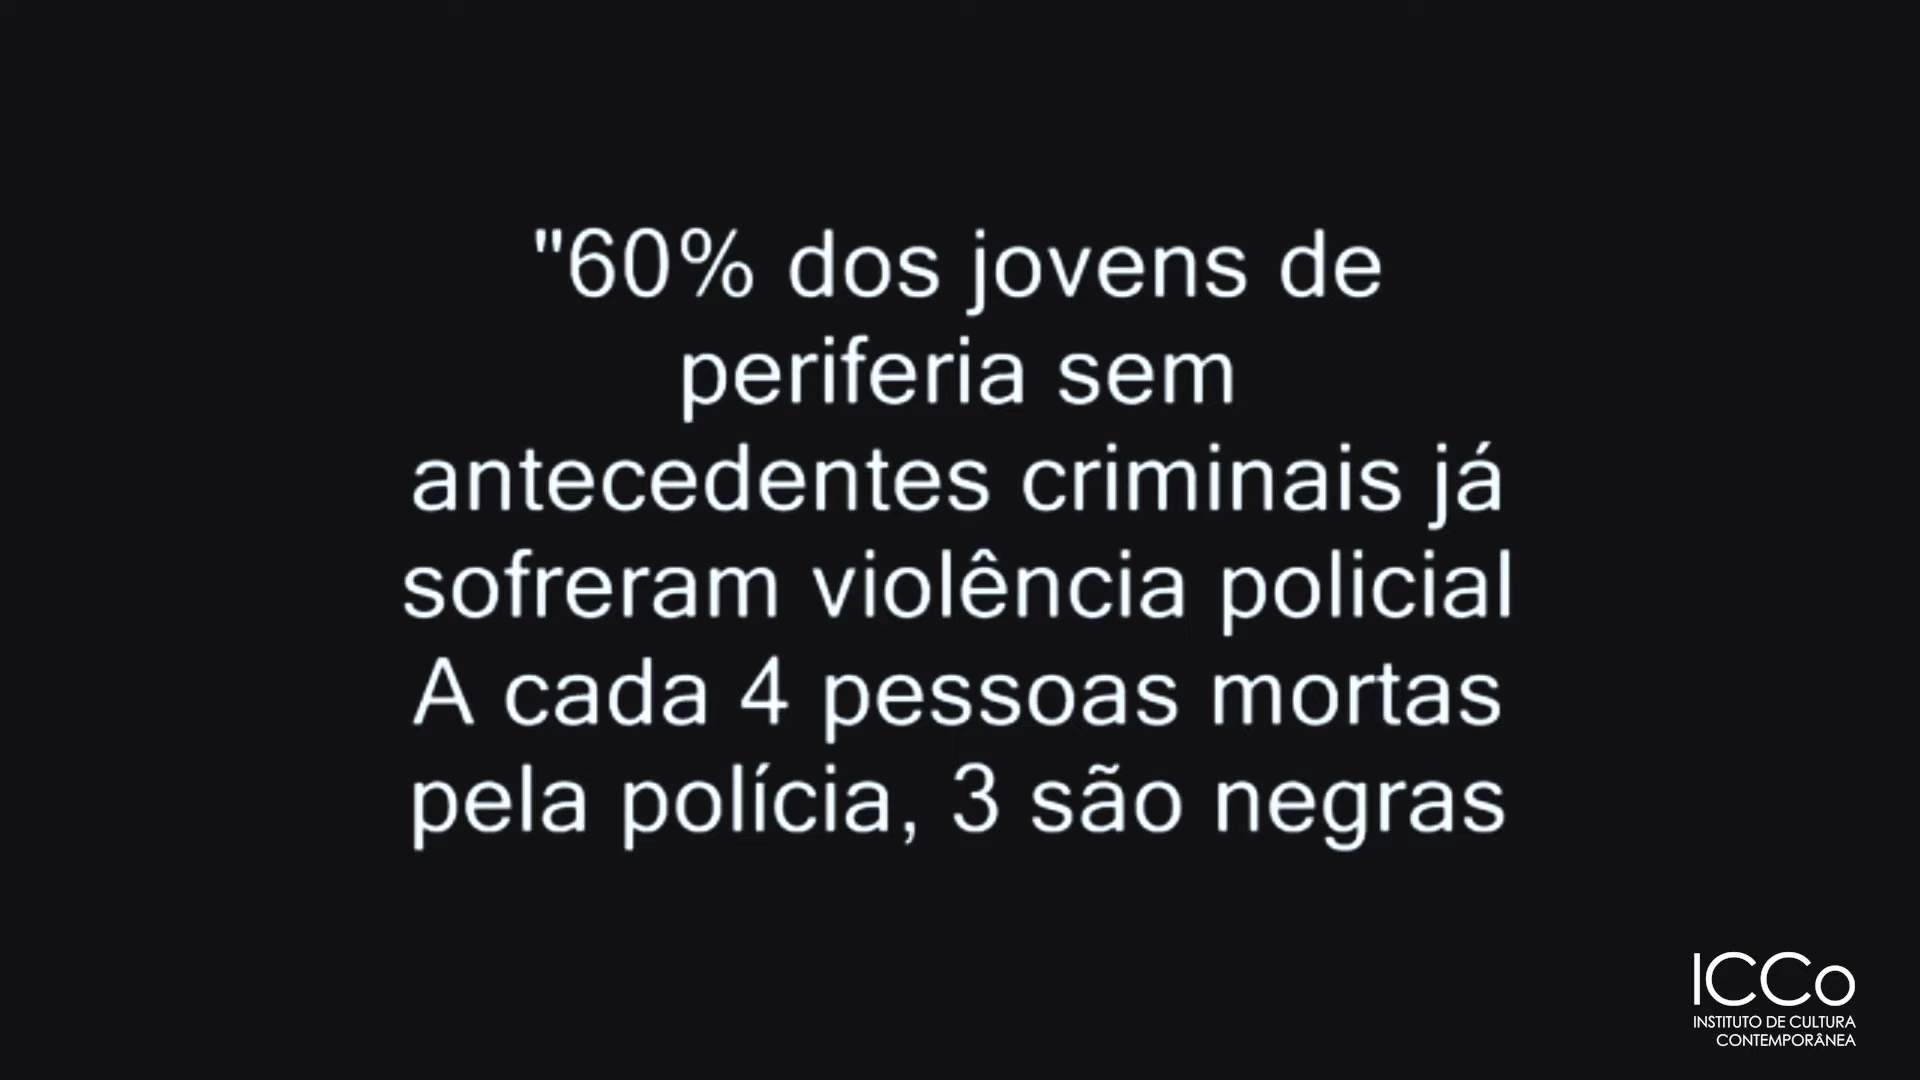 "60% dos jovens de
periferia sem
antecedentes criminais já
sofreram violência policial
A cada 4 pessoas mortas
pela polícia, 3 são negras
ICCo
INSTITUTO DE CULTURA
CONTEMPORÂNEA